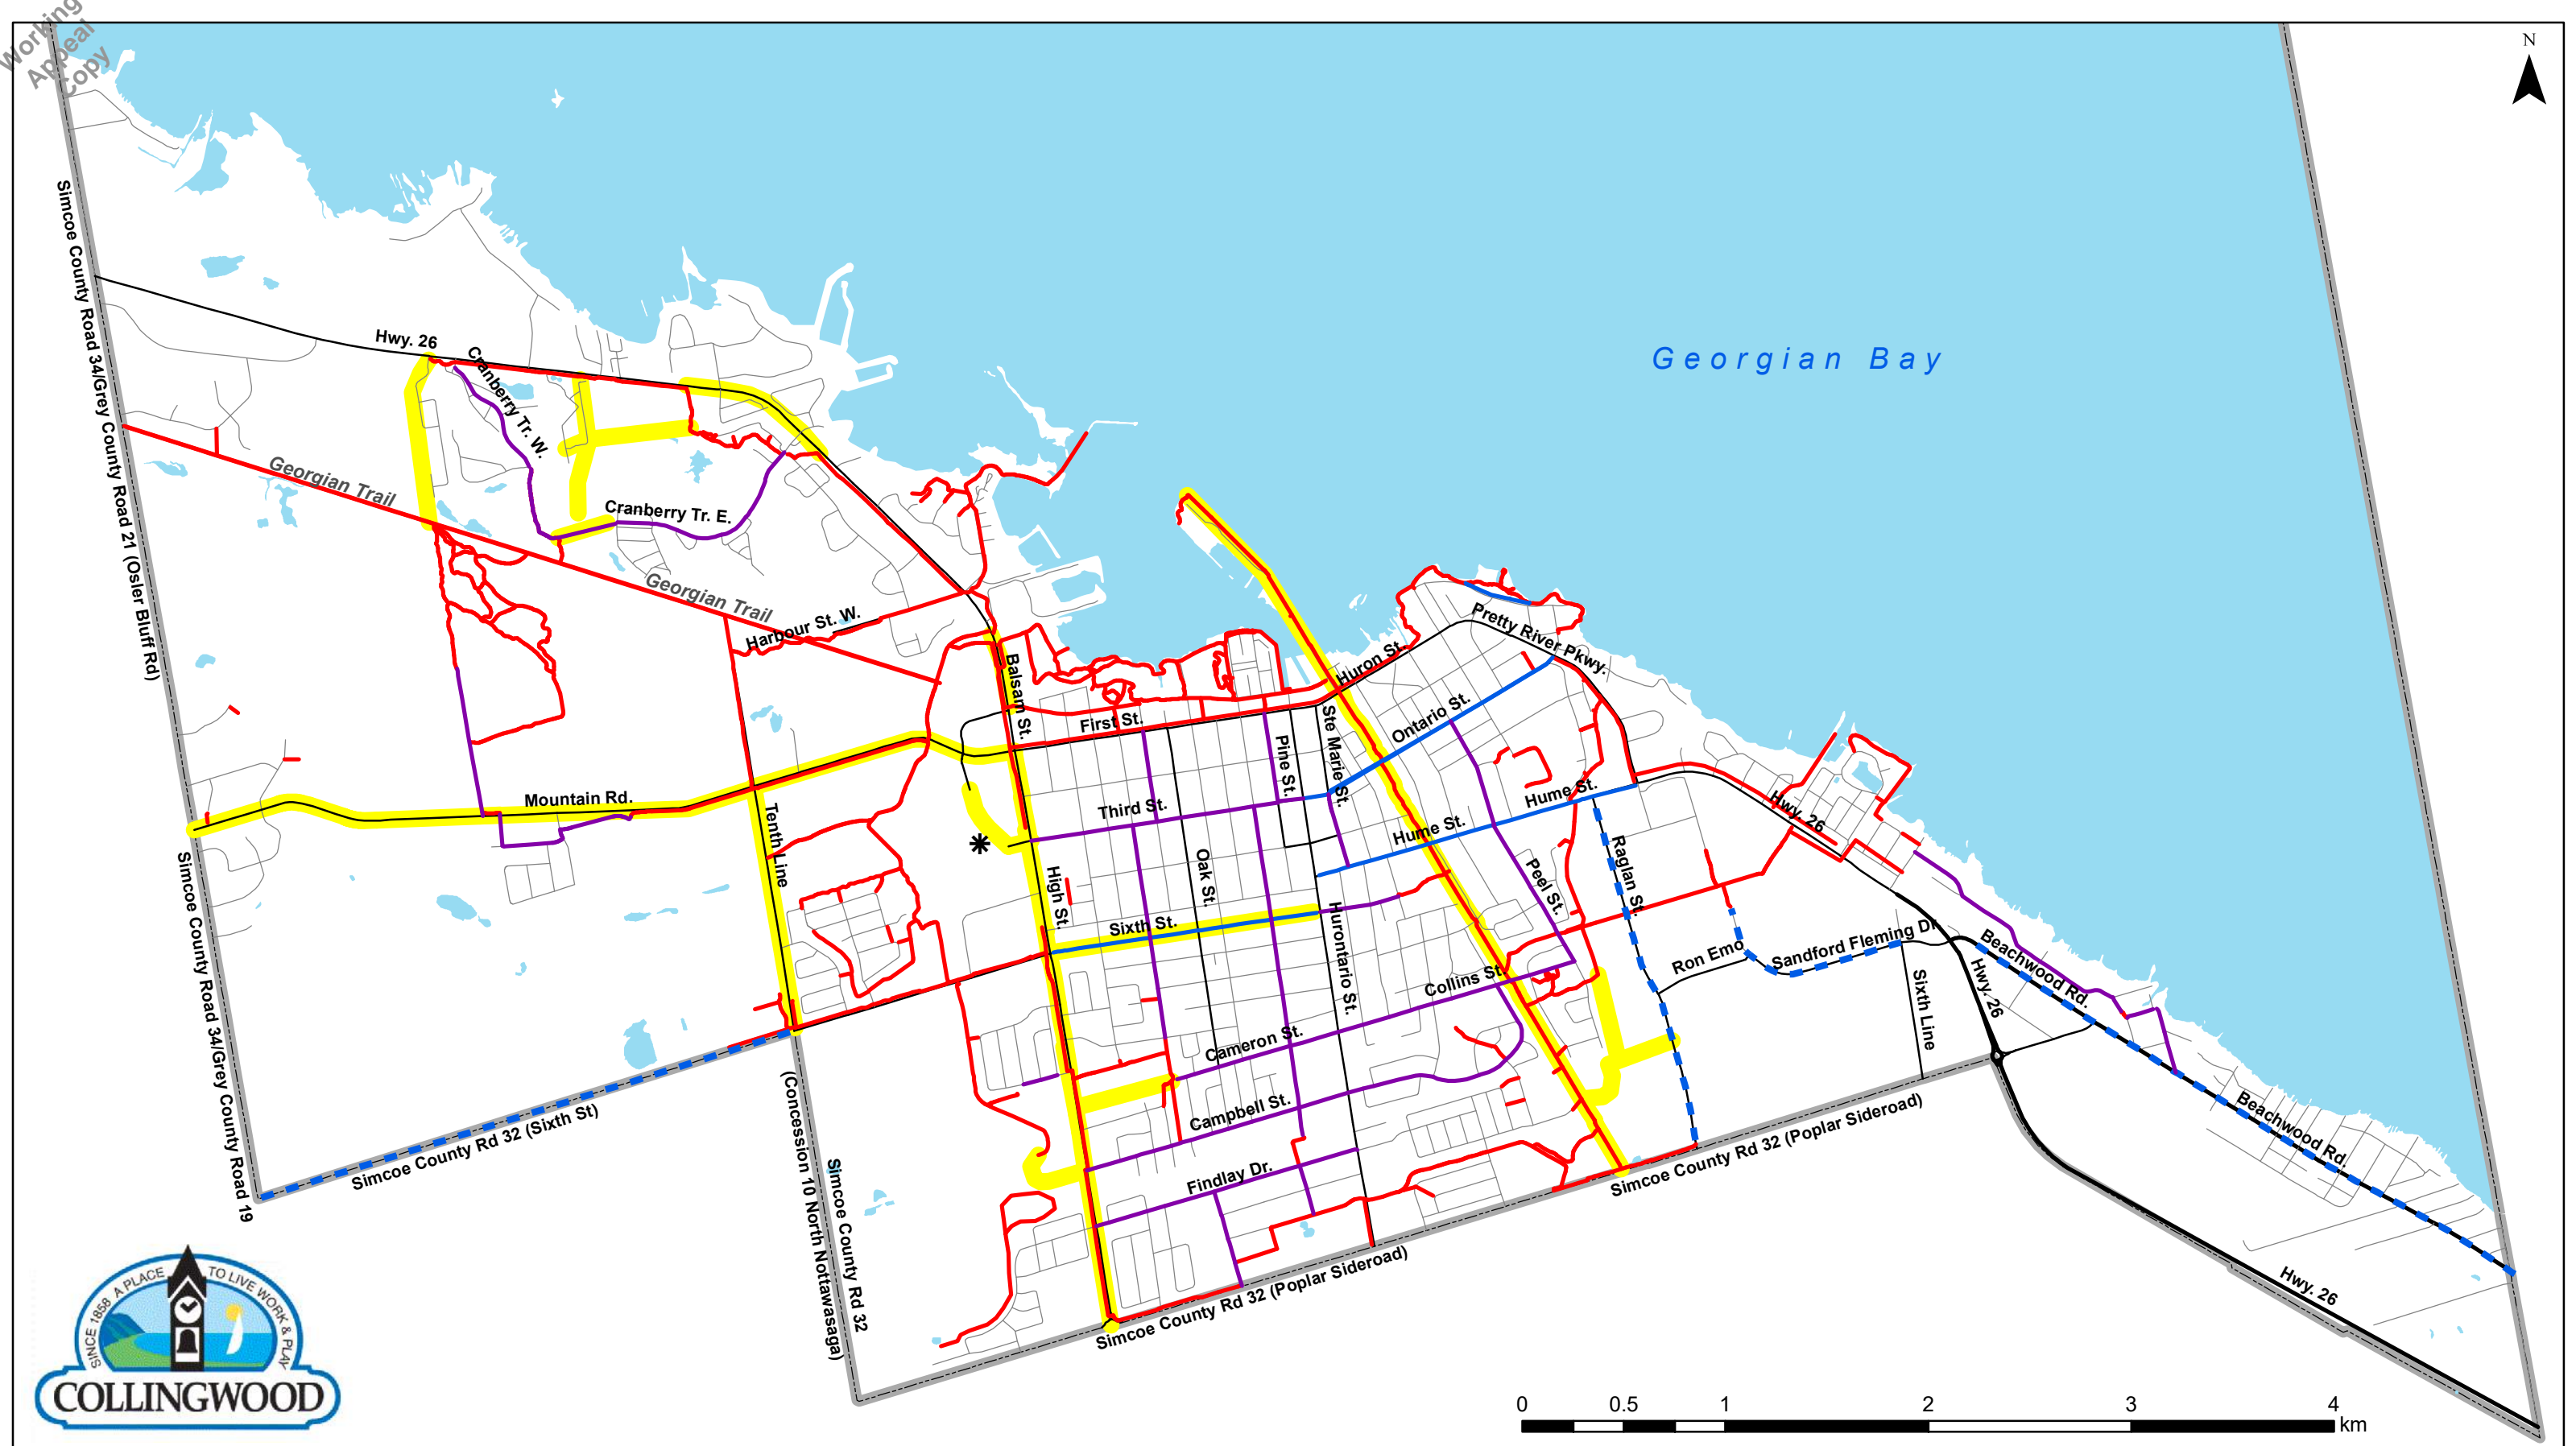 Working
Appeal
Copy
N
Georgian Bay
Simcoe County Road 34/Grey County Road 21 (Osler Bluff Rd)
Hwy. 26
Cranberry Tr. W.
Georgian Trail
Cranberry Tr. E.
Georgian Trail
Harbour St. W.
Balsam St.
First St.
Huron St.
Pretty River Pkwy.
Ontario St.
Ste Marie St.
Pine St.
Mountain Rd.
Third St.
Hume St.
Hume St.
Hwy. 26
Tenth Line
Oak St.
High St.
Peel St.
Raglan St.
Sixth St.
Hurontario St.
Ron Emo
Sandford Fleming Dr.
Beachwood Rd.
Sixth Line
Hwy. 26
Collins St.
Cameron St.
Campbell St.
Findlay Dr.
Simcoe County Road 34/Grey County Road 19
Simcoe County Rd 32 (Sixth St)
Simcoe County Rd 32
(Concession 10 North Nottawasaga)
Simcoe County Rd 32 (Poplar Sideroad)
Simcoe County Rd 32 (Poplar Sideroad)
Beachwood Rd.
Hwy. 26
SINCE 1858 A PLACE TO LIVE WORK & PLAY
COLLINGWOOD
0 0.5 1 2 3 4
km